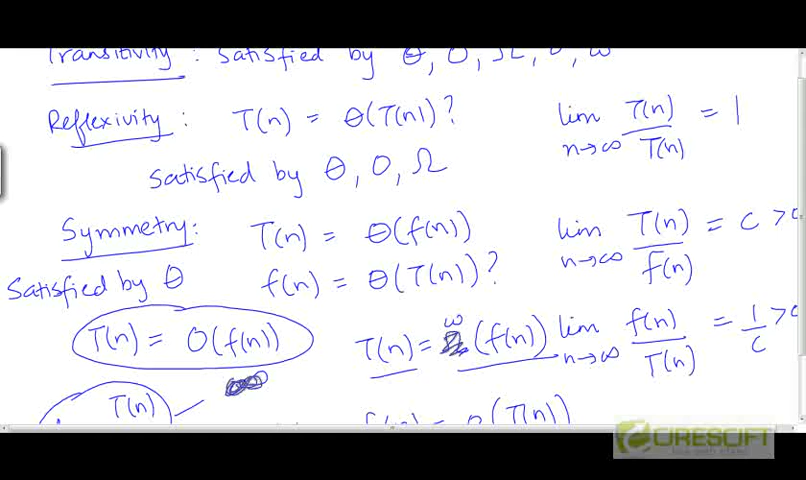 Transitivity : Satisfied by Θ, O, Ω, o, ω
Reflexivity : T(n) = Θ(T(n))? lim n→∞ T(n)/T(n) = 1
Satisfied by Θ, O, Ω
Symmetry: T(n) = Θ(f(n)) lim n→∞ T(n)/f(n) = c >0
Satisfied by Θ f(n) = Θ(T(n))?
T(n) = O(f(n)) T(n) = ω(f(n)) lim n→∞ f(n)/T(n) = 1/c >0
T(n)
f(n) = o(T(n))